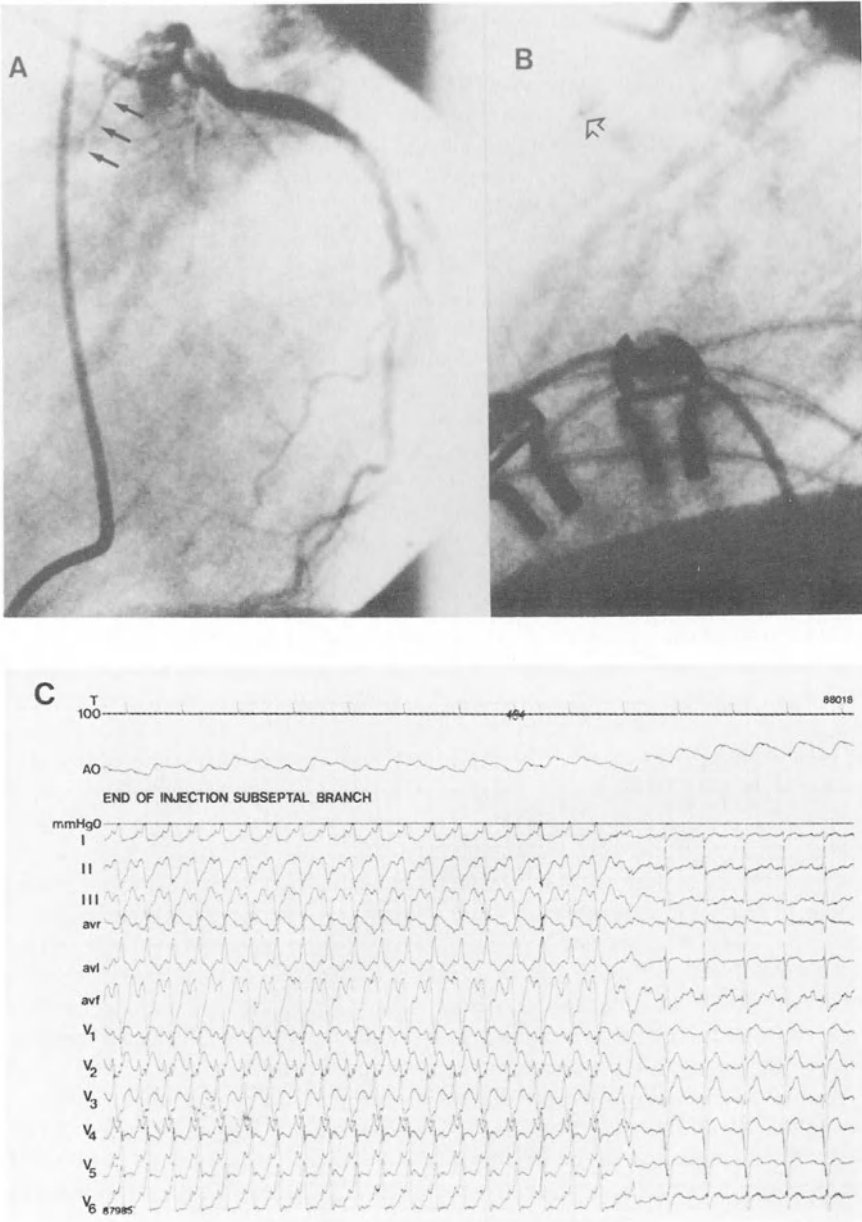 A
B
C
T
100
494
88018
AO
END OF INJECTION SUBSEPTAL BRANCH
mmHg0
I
II
III
avr
avl
avf
V1
V2
V3
V4
V5
V6
87985